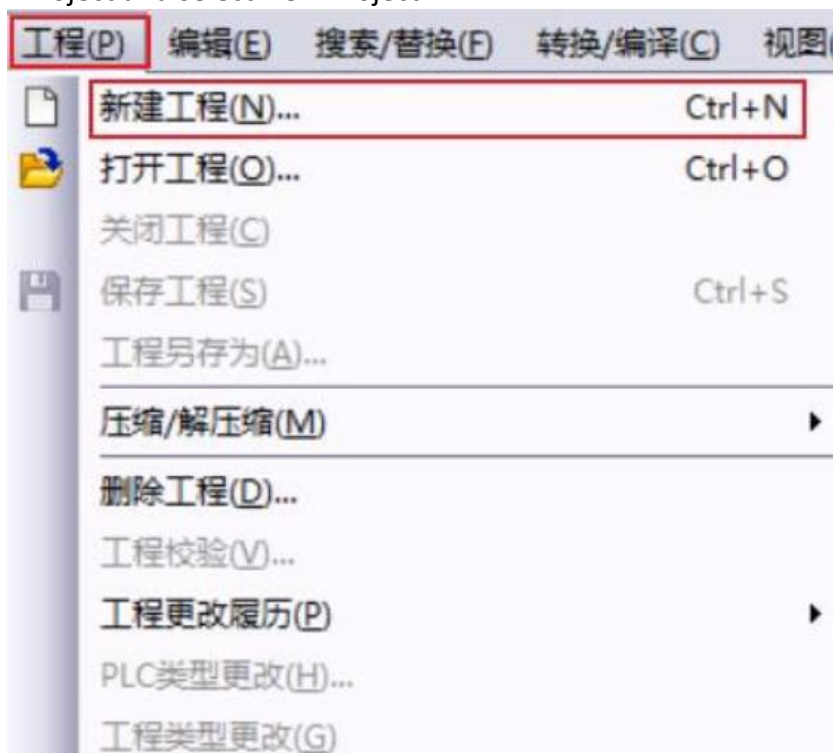 工程(P) 编辑(E) 搜索/替换(F) 转换/编译(C) 视图(
新建工程(N)... Ctrl+N
打开工程(O)... Ctrl+O
关闭工程(C)
保存工程(S) Ctrl+S
工程另存为(A)...
压缩/解压缩(M)
删除工程(D)...
工程校验(V)...
工程更改履历(P)
PLC类型更改(H)...
工程类型更改(G)